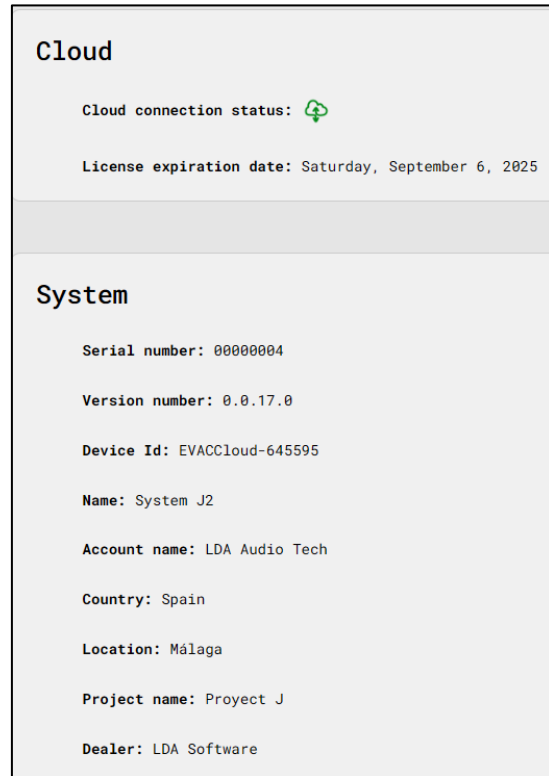 Cloud
Cloud connection status:
License expiration date: Saturday, September 6, 2025
System
Serial number: 00000004
Version number: 0.0.17.0
Device Id: EVACCloud-645595
Name: System J2
Account name: LDA Audio Tech
Country: Spain
Location: Málaga
Project name: Proyect J
Dealer: LDA Software